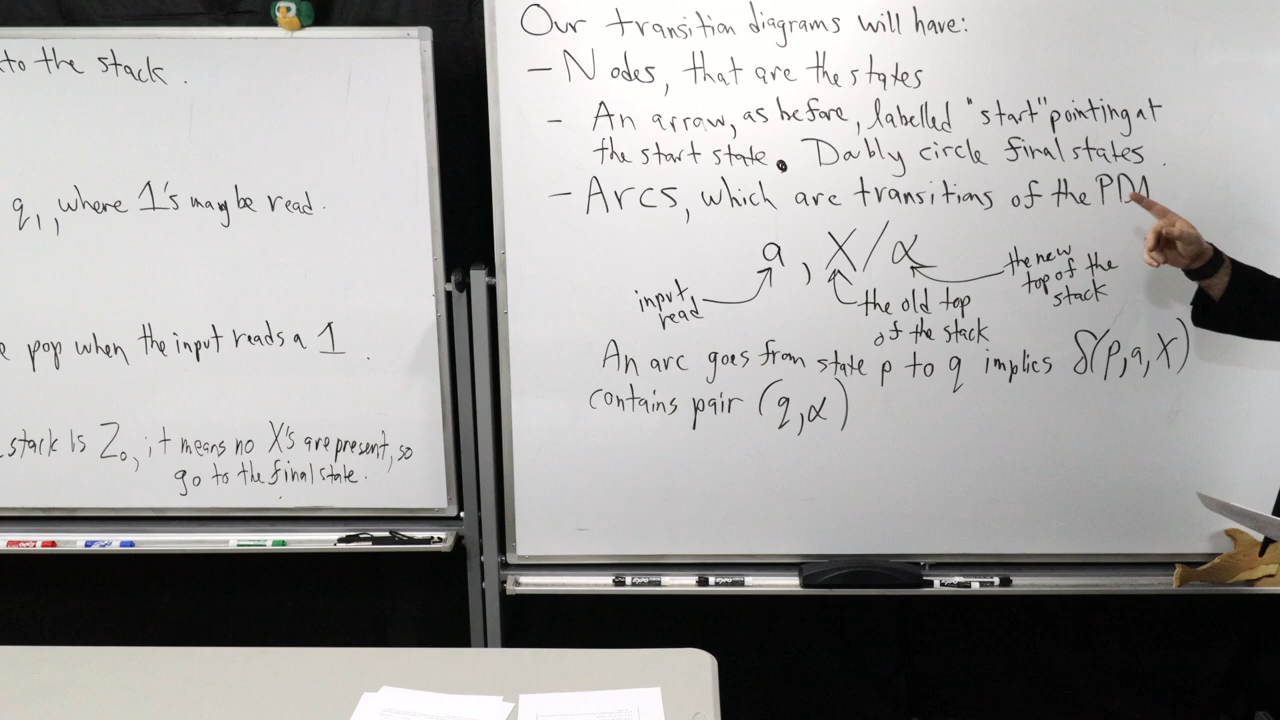 to the stack.
q₁, where 1's may be read.
pop when the input reads a 1.
stack is Z₀, it means no X's are present, so
go to the final state.
Our transition diagrams will have:
- Nodes, that are the states
- An arrow, as before, labelled "start" pointing at
the start state. Doubly circle final states.
- Arcs, which are transitions of the PDA
a, X/α
input
read
the old top
of the stack
the new
top of the
stack
An arc goes from state p to q implies δ(p,a,X)
contains pair (q,α)